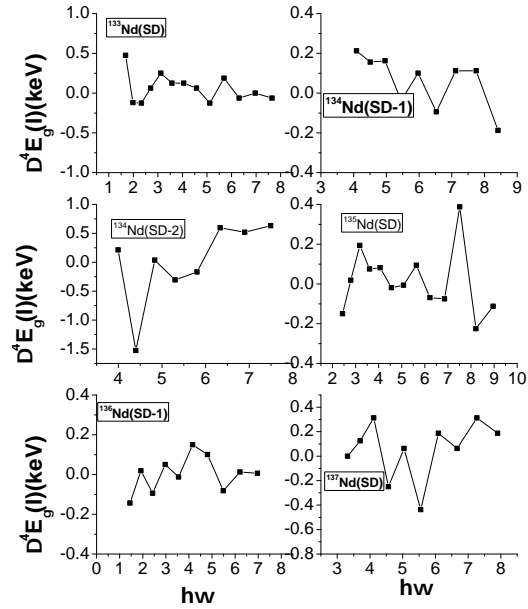 D⁴E_g(I)(keV)
1.0
0.5
0.0
-0.5
-1.0
¹³³Nd(SD)
1 2 3 4 5 6 7 8
0.4
0.2
0.0
-0.2
-0.4
¹³⁴Nd(SD-1)
3 4 5 6 7 8 9
D⁴E_g(I)(keV)
1.0
0.5
0.0
-0.5
-1.0
-1.5
¹³⁴Nd(SD-2)
4 5 6 7 8
0.4
0.2
0.0
-0.2
-0.4
¹³⁵Nd(SD)
2 3 4 5 6 7 8 9 10
D⁴E_g(I)(keV)
0.4
0.2
0.0
-0.2
-0.4
¹³⁶Nd(SD-1)
0 1 2 3 4 5 6 7 8
hw
0.4
0.2
0.0
-0.2
-0.4
-0.6
-0.8
¹³⁷Nd(SD)
3 4 5 6 7 8
hw